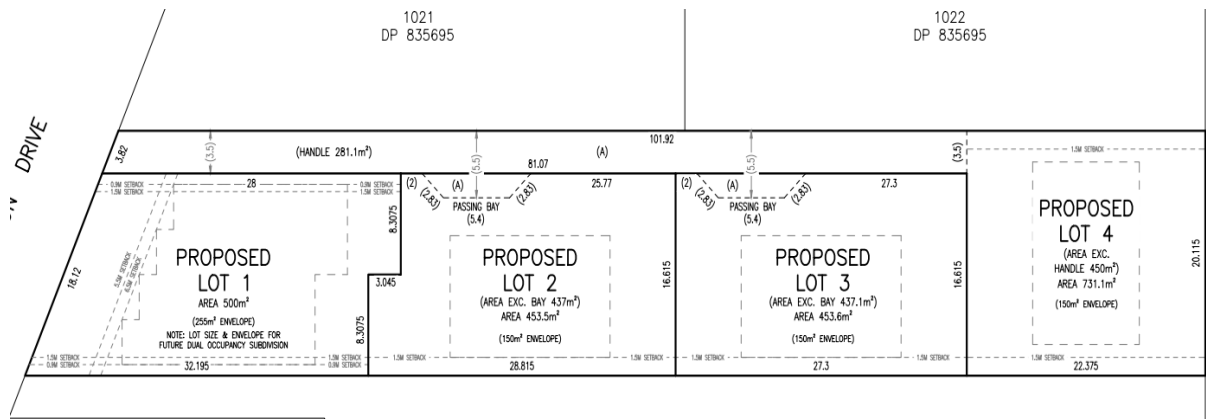 1021
DP 835695
1022
DP 835695
DRIVE
3.82
(3.5)
(HANDLE 281.1m²)
(5.5)
81.07
(A)
101.92
(5.5)
(3.5)
1.5M SETBACK
0.9M SETBACK
1.5M SETBACK
28
0.9M SETBACK
1.5M SETBACK
(2)
(2.83)
(A)
(2.83)
PASSING BAY
(5.4)
25.77
(2)
(2.83)
(A)
(2.83)
PASSING BAY
(5.4)
27.3
18.12
5.5M SETBACK
6.5M SETBACK
PROPOSED
LOT 1
AREA 500m²
(255m² ENVELOPE)
NOTE: LOT SIZE & ENVELOPE FOR
FUTURE DUAL OCCUPANCY SUBDIVISION
8.3075
3.045
8.3075
PROPOSED
LOT 2
(AREA EXC. BAY 437m²)
AREA 453.5m²
(150m² ENVELOPE)
16.615
PROPOSED
LOT 3
(AREA EXC. BAY 437.1m²)
AREA 453.6m²
(150m² ENVELOPE)
16.615
PROPOSED
LOT 4
(AREA EXC.
HANDLE 450m²)
AREA 731.1m²
(150m² ENVELOPE)
20.115
1.5M SETBACK
0.9M SETBACK
32.195
1.5M SETBACK
0.9M SETBACK
1.5M SETBACK
28.815
1.5M SETBACK
1.5M SETBACK
27.3
1.5M SETBACK
1.5M SETBACK
22.375
1.5M SETBACK